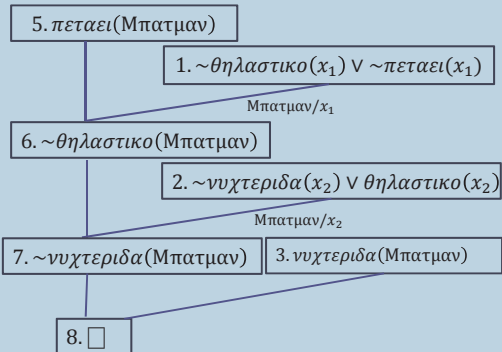 5. πεταει(Μπατμαν)
1. ~θηλαστικο(x₁) ∨ ~πεταει(x₁)
Μπατμαν/x₁
6. ~θηλαστικο(Μπατμαν)
2. ~νυχτεριδα(x₂) ∨ θηλαστικο(x₂)
Μπατμαν/x₂
7. ~νυχτεριδα(Μπατμαν)
3. νυχτεριδα(Μπατμαν)
8. □